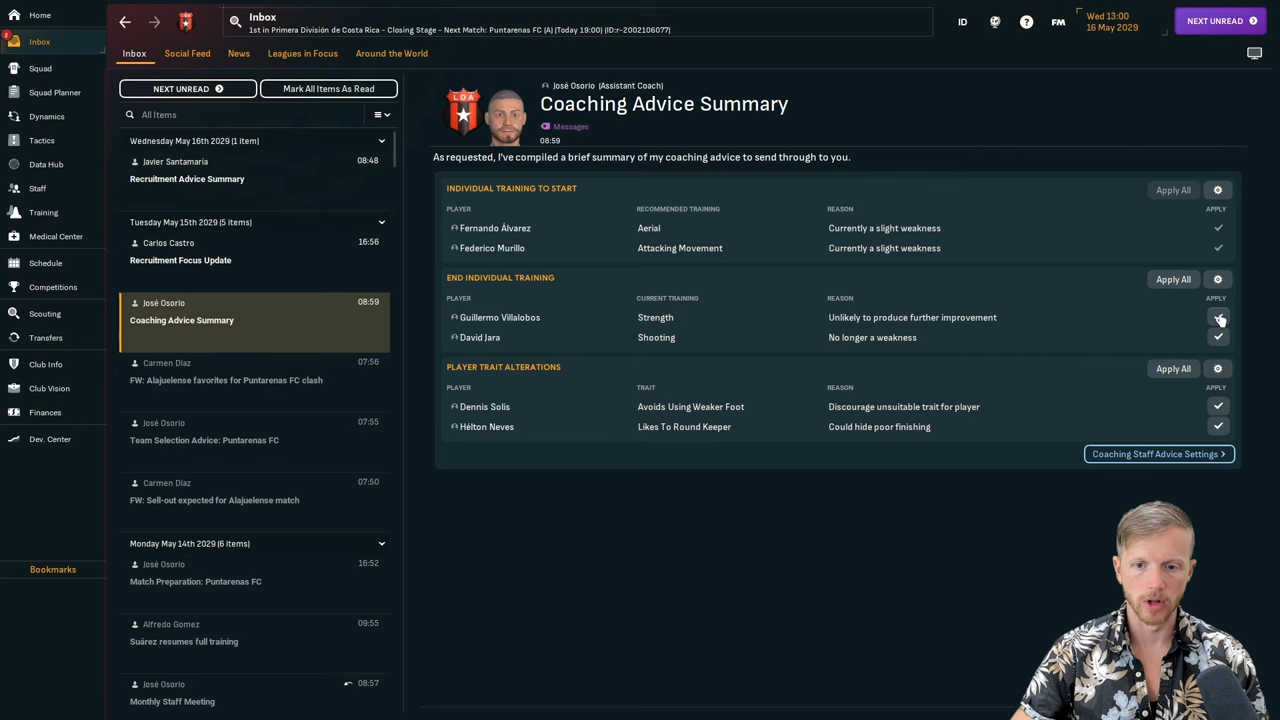 Home
2
Inbox
Squad
Squad Planner
Dynamics
Tactics
Data Hub
Staff
Training
Medical Center
Schedule
Competitions
Scouting
Transfers
Club Info
Club Vision
Finances
Dev. Center
Bookmarks
Inbox
1st in Primera División de Costa Rica - Closing Stage - Next Match: Puntarenas FC (A) (Today 19:00) (ID:r-2002106077)
ID
?
FM
Wed 13:00
16 May 2029
NEXT UNREAD
Inbox
Social Feed
News
Leagues in Focus
Around the World
NEXT UNREAD
Mark All Items As Read
All Items
Wednesday May 16th 2029 (1 item)
Javier Santamaria 08:48
Recruitment Advice Summary
Tuesday May 15th 2029 (5 items)
Carlos Castro 16:56
Recruitment Focus Update
José Osorio 08:59
Coaching Advice Summary
Carmen Diaz 07:56
FW: Alajuelense favorites for Puntarenas FC clash
José Osorio 07:55
Team Selection Advice: Puntarenas FC
Carmen Diaz 07:50
FW: Sell-out expected for Alajuelense match
Monday May 14th 2029 (6 items)
José Osorio 16:52
Match Preparation: Puntarenas FC
Alfredo Gomez 09:55
Suárez resumes full training
José Osorio 08:57
Monthly Staff Meeting
LDA
José Osorio (Assistant Coach)
Coaching Advice Summary
Messages
08:59
As requested, I've compiled a brief summary of my coaching advice to send through to you.
INDIVIDUAL TRAINING TO START Apply All
PLAYER RECOMMENDED TRAINING REASON APPLY
Fernando Álvarez Aerial Currently a slight weakness
Federico Murillo Attacking Movement Currently a slight weakness
END INDIVIDUAL TRAINING Apply All
PLAYER CURRENT TRAINING REASON APPLY
Guillermo Villalobos Strength Unlikely to produce further improvement
David Jara Shooting No longer a weakness
PLAYER TRAIT ALTERATIONS Apply All
PLAYER TRAIT REASON APPLY
Dennis Solis Avoids Using Weaker Foot Discourage unsuitable trait for player
Hélton Neves Likes To Round Keeper Could hide poor finishing
Coaching Staff Advice Settings